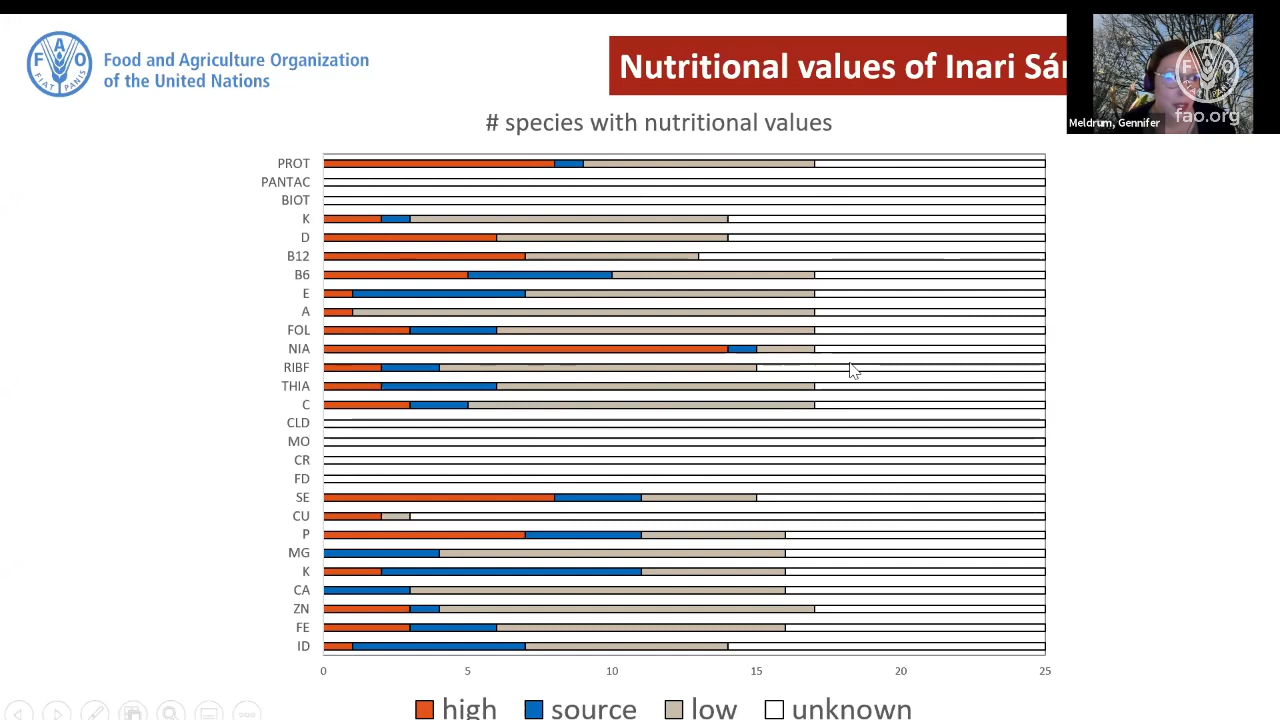 Food and Agriculture Organization
of the United Nations
Nutritional values of Inari Sá
fao.org
Meldrum, Gennifer
# species with nutritional values
PROT
PANTAC
BIOT
K
D
B12
B6
E
A
FOL
NIA
RIBF
THIA
C
CLD
MO
CR
FD
SE
CU
P
MG
K
CA
ZN
FE
ID
0 5 10 15 20 25
high source low unknown